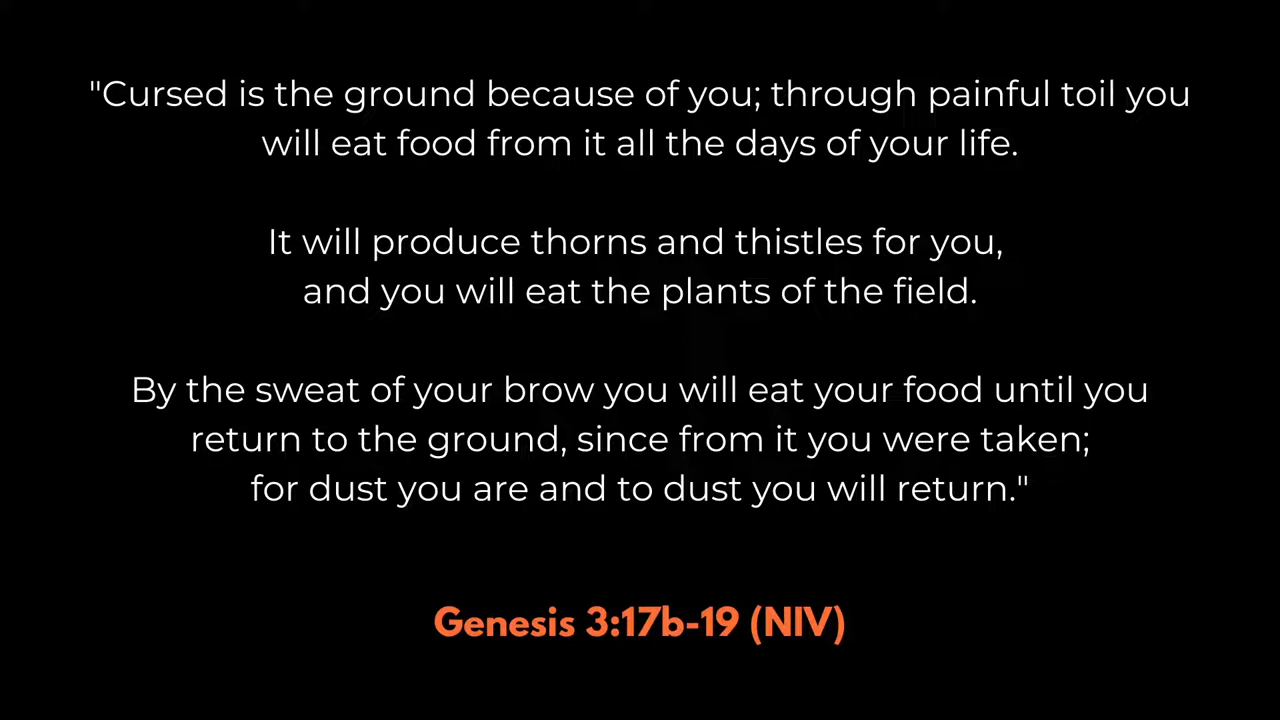 "Cursed is the ground because of you; through painful toil you
will eat food from it all the days of your life.
It will produce thorns and thistles for you,
and you will eat the plants of the field.
By the sweat of your brow you will eat your food until you
return to the ground, since from it you were taken;
for dust you are and to dust you will return."
Genesis 3:17b-19 (NIV)